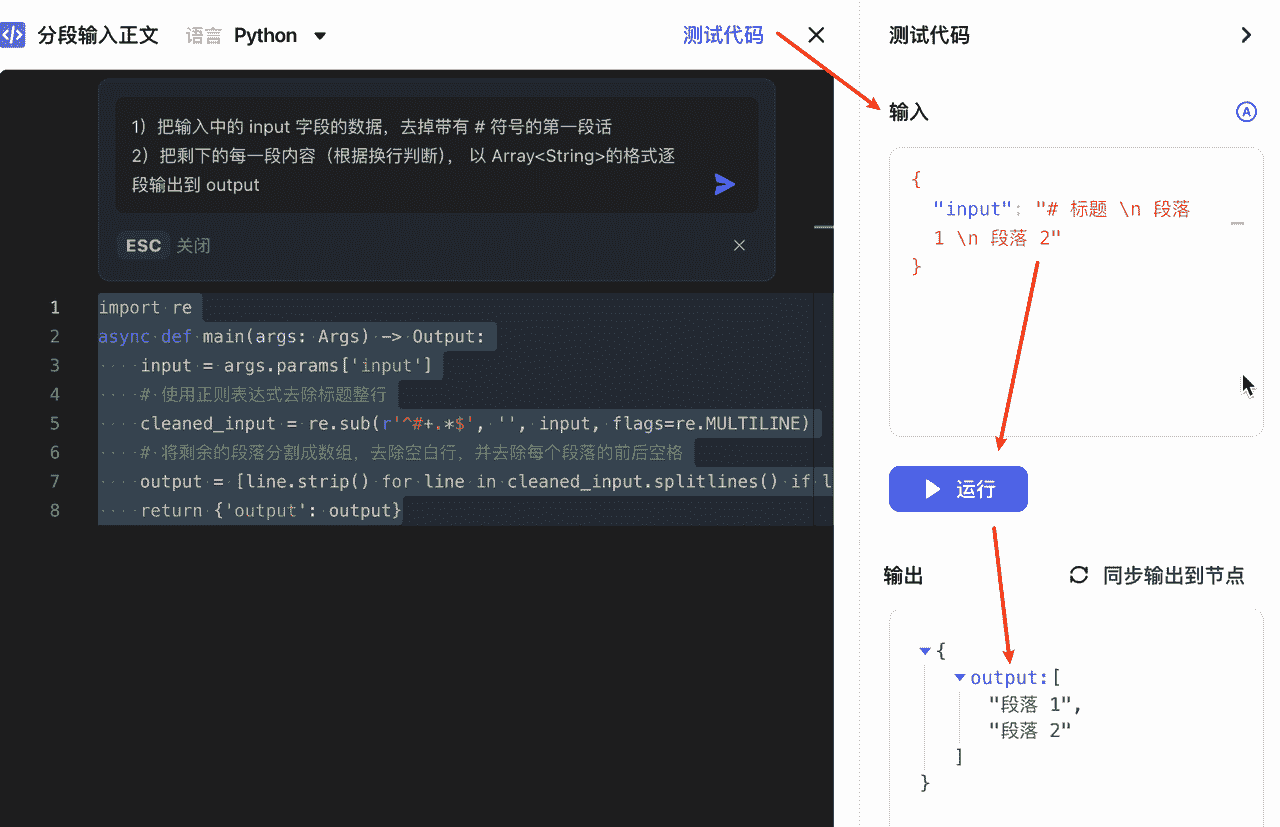 分段输入正文 语言 Python 测试代码
1）把输入中的 input 字段的数据，去掉带有 # 符号的第一段话
2）把剩下的每一段内容（根据换行判断）， 以 Array<String>的格式逐
段输出到 output
ESC 关闭
1 import re
2 async def main(args: Args) -> Output:
3 input = args.params['input']
4 # 使用正则表达式去除标题整行
5 cleaned_input = re.sub(r'^#+.*$', '', input, flags=re.MULTILINE)
6 # 将剩余的段落分割成数组，去除空白行，并去除每个段落的前后空格
7 output = [line.strip() for line in cleaned_input.splitlines() if l
8 return {'output': output}
测试代码
输入
A
{
"input": "# 标题 \n 段落
1 \n 段落 2"
}
运行
输出 同步输出到节点
{
output:[
"段落 1",
"段落 2"
]
}